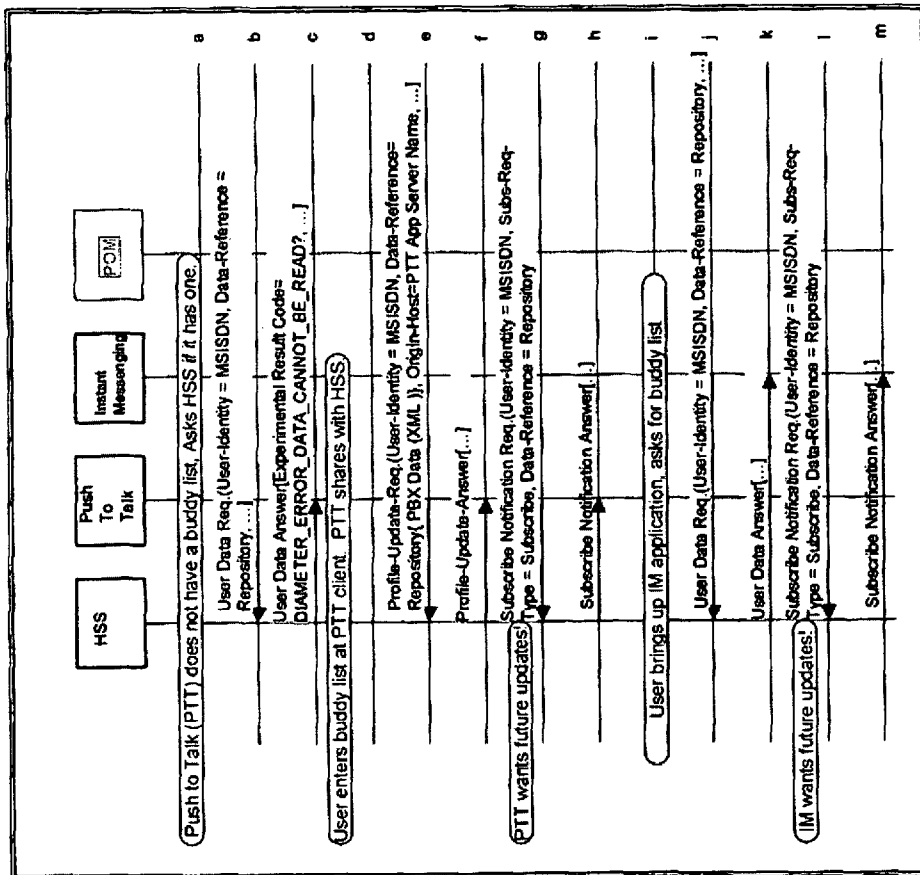 HSS
Push
To
Talk
Instant
Messenging
PDM
Push to Talk (PTT) does not have a buddy list, Asks HSS if it has one.
a
User Data Req.(User-Identity = MSISDN, Data-Reference =
Repository, ...]
b
User Data Answer[Experimental Result Code=
DIAMETER_ERROR_DATA_CANNOT_BE_READ?, ...]
c
User enters buddy list at PTT client. PTT shares with HSS.
d
Profile-Update-Req.(User-Identity = MSISDN, Data-Reference=
Repository{ PBX Data (XML )}, Origin-Host=PTT App Server Name, ...]
e
Profile-Update-Answer[...]
f
Subscribe Notification Req.(User-Identity = MSISDN, Subs-Req-
PTT wants future updates!
Type = Subscribe, Data-Reference = Repository
g
Subscribe Notification Answer[...]
h
User brings up IM application, asks for buddy list
i
User Data Req.(User-Identity = MSISDN, Data-Reference = Repository, ...]
j
User Data Answer[...]
k
Subscribe Notification Req.(User-Identity = MSISDN, Subs-Req-
IM wants future updates!
Type = Subscribe, Data-Reference = Repository
l
Subscribe Notification Answer[...]
m